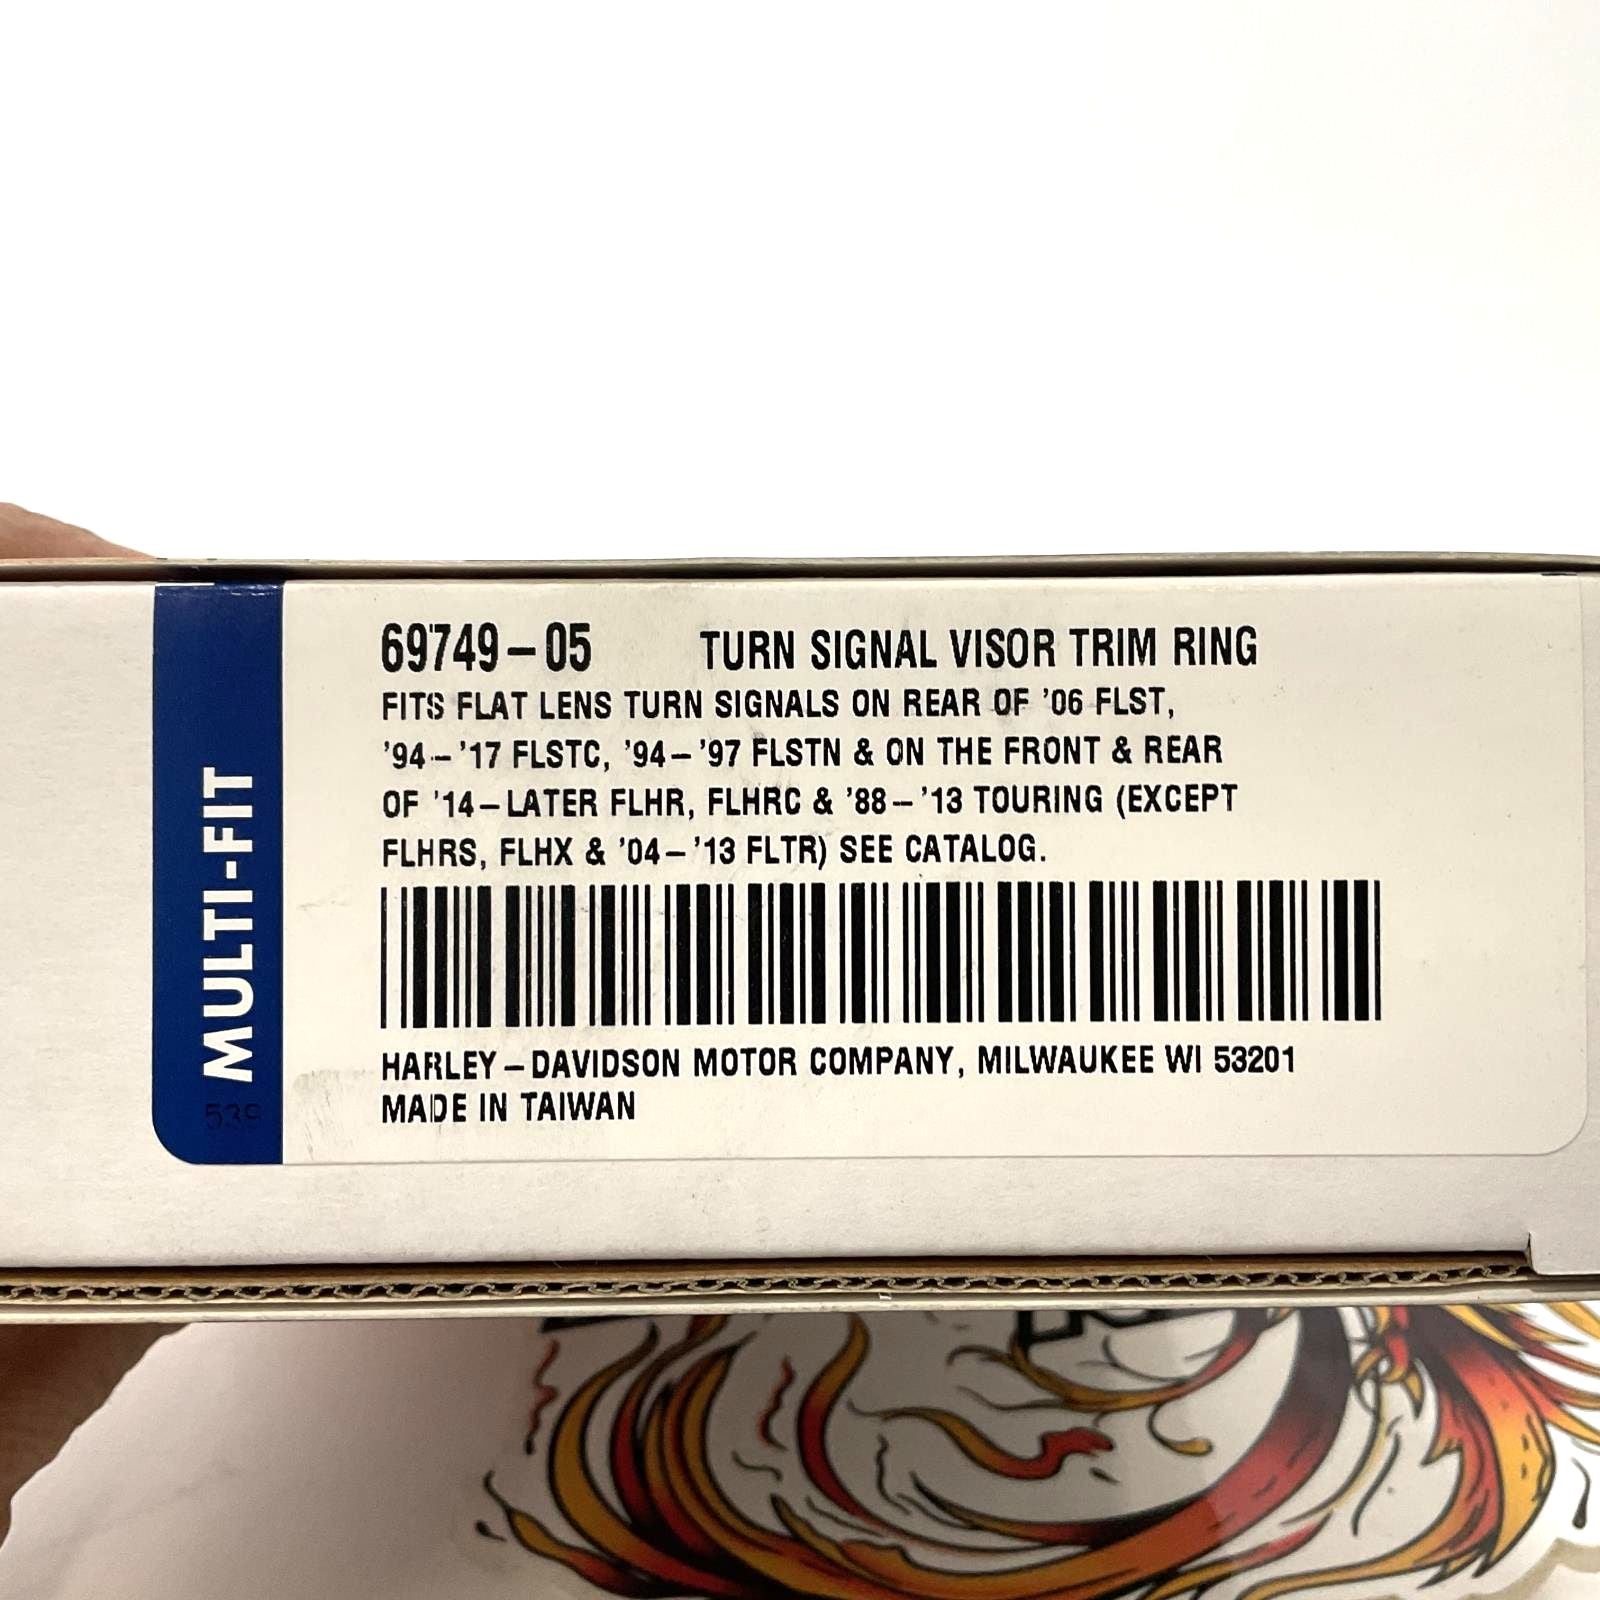 69749-05 TURN SIGNAL VISOR TRIM RING
FITS FLAT LENS TURN SIGNALS ON REAR OF '06 FLST,
'94-'17 FLSTC, '94-'97 FLSTN & ON THE FRONT & REAR
OF '14-LATER FLHR, FLHRC & '88-'13 TOURING (EXCEPT
FLHRS, FLHX & '04-'13 FLTR) SEE CATALOG.
HARLEY-DAVIDSON MOTOR COMPANY, MILWAUKEE WI 53201
MADE IN TAIWAN
MULTI-FIT
539